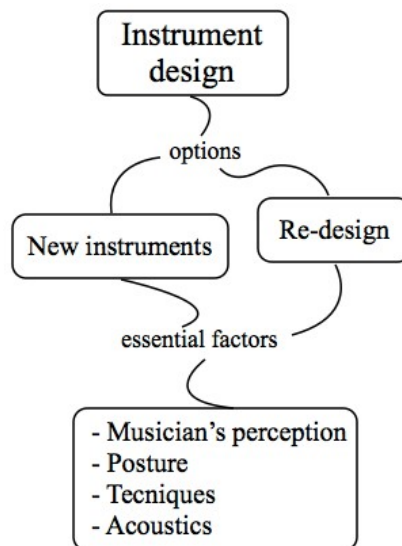 Instrument
design
options
New instruments
Re-design
essential factors
- Musician's perception
- Posture
- Tecniques
- Acoustics